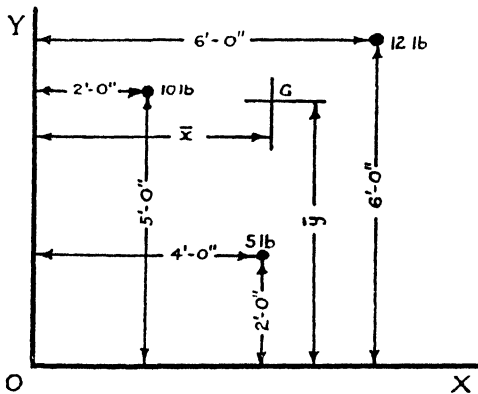 Y
6'-0"
12 lb
2'-0"
10 lb
G
x̄
5'-0"
ȳ
6'-0"
5 lb
4'-0"
2'-0"
O
X